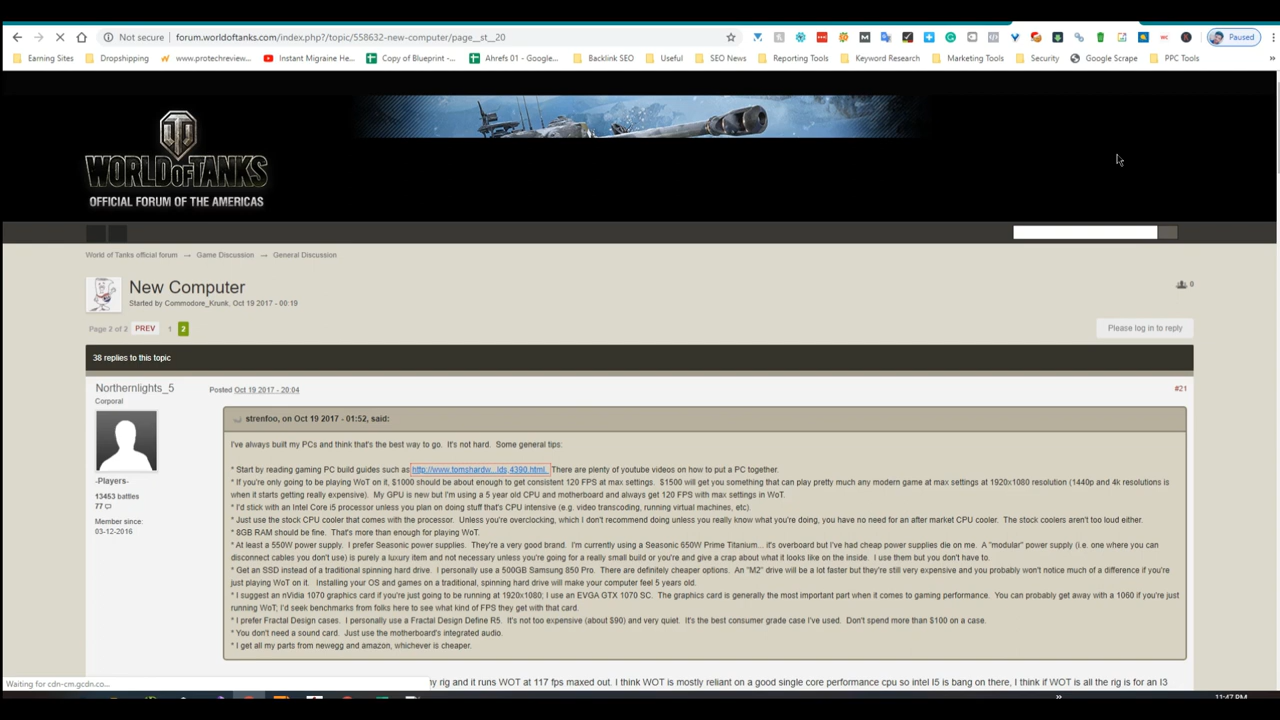 Not secure
forum.worldoftanks.com/index.php?/topic/558632-new-computer/page__st__20
Paused
Earning Sites
Dropshipping
www.protechreview...
Instant Migraine He...
Copy of Blueprint -...
Ahrefs 01 - Google...
Backlink SEO
Useful
SEO News
Reporting Tools
Keyword Research
Marketing Tools
Security
Google Scrape
PPC Tools
WORLD OF TANKS
OFFICIAL FORUM OF THE AMERICAS
World of Tanks official forum → Game Discussion → General Discussion
New Computer
Started by Commodore_Krunk, Oct 19 2017 - 00:19
0
Page 2 of 2 PREV 1 2
Please log in to reply
38 replies to this topic
Northernlights_5
Posted Oct 19 2017 - 20:04
#21
Corporal
-Players-
13453 battles
77
Member since:
03-12-2016
strenfoo, on Oct 19 2017 - 01:52, said:
I've always built my PCs and think that's the best way to go. It's not hard. Some general tips:
* Start by reading gaming PC build guides such as http://www.tomshardw...lds,4390.html. There are plenty of youtube videos on how to put a PC together.
* If you're only going to be playing WoT on it, $1000 should be about enough to get consistent 120 FPS at max settings. $1500 will get you something that can play pretty much any modern game at max settings at 1920x1080 resolution (1440p and 4k resolutions is
when it starts getting really expensive). My GPU is new but I'm using a 5 year old CPU and motherboard and always get 120 FPS with max settings in WoT.
* I'd stick with an Intel Core i5 processor unless you plan on doing stuff that's CPU intensive (e.g. video transcoding, running virtual machines, etc).
* Just use the stock CPU cooler that comes with the processor. Unless you're overclocking, which I don't recommend doing unless you really know what you're doing, you have no need for an after market CPU cooler. The stock coolers aren't too loud either.
* 8GB RAM should be fine. That's more than enough for playing WoT.
* At least a 550W power supply. I prefer Seasonic power supplies. They're a very good brand. I'm currently using a Seasonic 650W Prime Titanium... it's overboard but I've had cheap power supplies die on me. A "modular" power supply (i.e. one where you can
disconnect cables you don't use) is purely a luxury item and not necessary unless you're going for a really small build or you're and give a crap about what it looks like on the inside. I use them but you don't have to.
* Get an SSD instead of a traditional spinning hard drive. I personally use a 500GB Samsung 850 Pro. There are definitely cheaper options. An "M2" drive will be a lot faster but they're still very expensive and you probably won't notice much of a difference if you're
just playing WoT on it. Installing your OS and games on a traditional, spinning hard drive will make your computer feel 5 years old.
* I suggest an nVidia 1070 graphics card if you're just going to be running at 1920x1080; I use an EVGA GTX 1070 SC. The graphics card is generally the most important part when it comes to gaming performance. You can probably get away with a 1060 if you're just
running WoT; I'd seek benchmarks from folks here to see what kind of FPS they get with that card.
* I prefer Fractal Design cases. I personally use a Fractal Design Define R5. It's not too expensive (about $90) and very quiet. It's the best consumer grade case I've used. Don't spend more than $100 on a case.
* You don't need a sound card. Just use the motherboard's integrated audio.
* I get all my parts from newegg and amazon, whichever is cheaper.
Waiting for cdn-cm.gcdn.co...
ny rig and it runs WOT at 117 fps maxed out. I think WOT is mostly reliant on a good single core performance cpu so intel I5 is bang on there, I think if WOT is all the rig is for an I3
11:47 PM